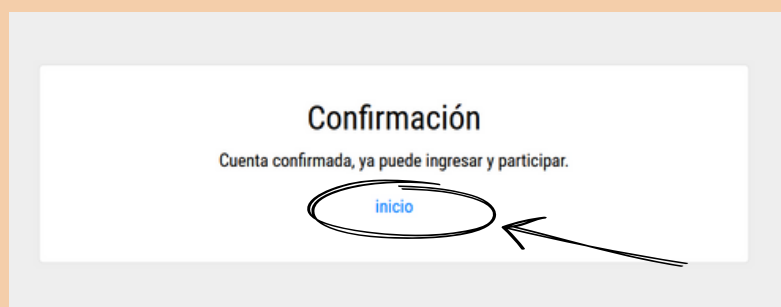 Confirmación
Cuenta confirmada, ya puede ingresar y participar.
inicio